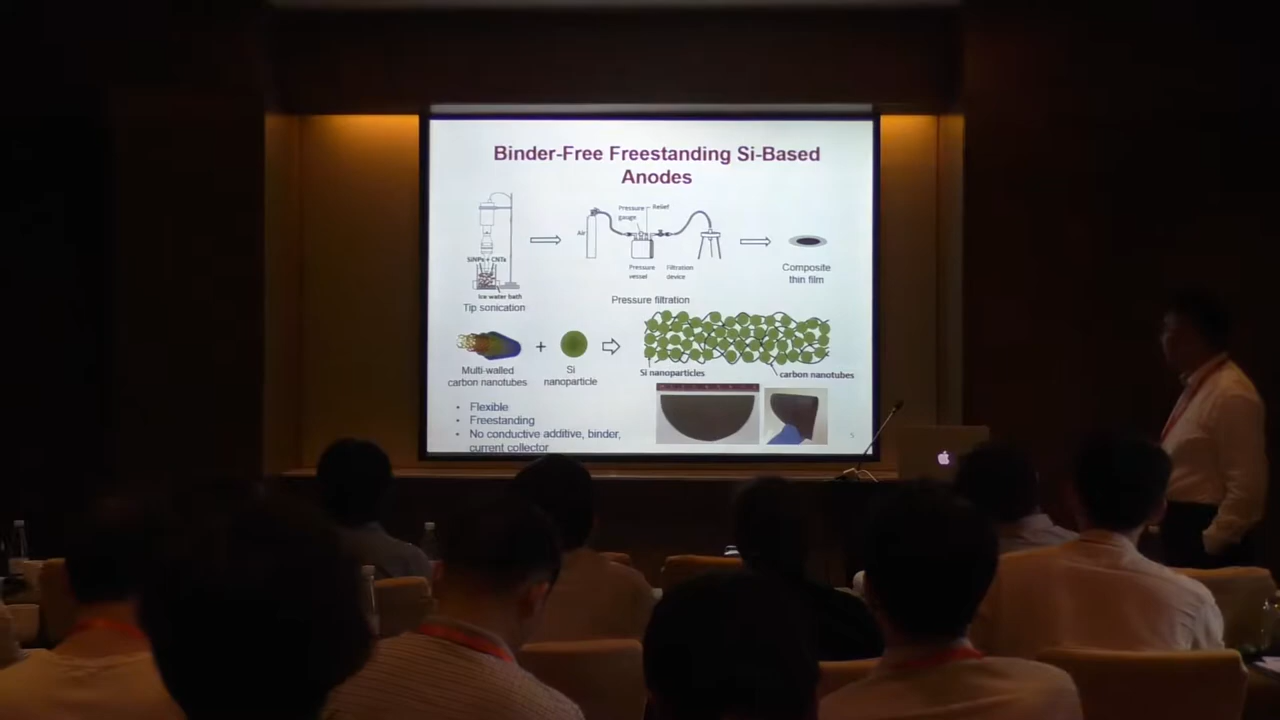 Binder-Free Freestanding Si-Based
Anodes
Pressure
gauge
Relief
Air
SiNPs + CNTs
Pressure
vessel
Filtration
device
Ice water bath
Tip sonication
Pressure filtration
Composite
thin film
+
Multi-walled
carbon nanotubes
Si
nanoparticle
Si nanoparticles
carbon nanotubes
• Flexible
• Freestanding
• No conductive additive, binder,
current collector
5